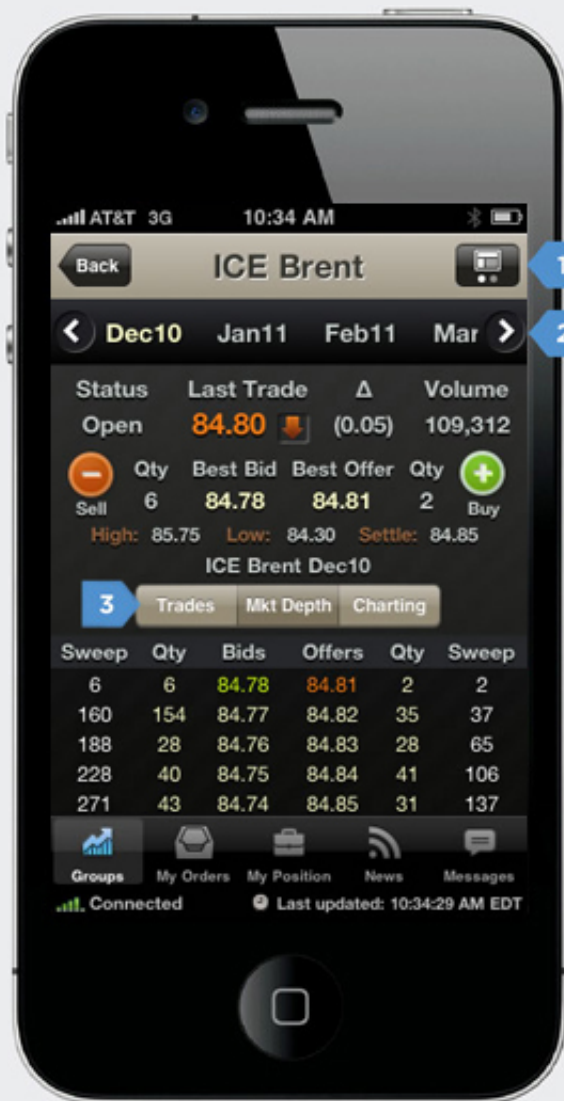 AT&T 3G 10:34 AM
Back ICE Brent 1
Dec10 Jan11 Feb11 Mar 2
Status Last Trade Δ Volume
Open 84.80 (0.05) 109,312
Qty Best Bid Best Offer Qty
6 84.78 84.81 2
Sell Buy
High: 85.75 Low: 84.30 Settle: 84.85
ICE Brent Dec10
3 Trades Mkt Depth Charting
Sweep Qty Bids Offers Qty Sweep
6 6 84.78 84.81 2 2
160 154 84.77 84.82 35 37
188 28 84.76 84.83 28 65
228 40 84.75 84.84 41 106
271 43 84.74 84.85 31 137
Groups My Orders My Position News Messages
Connected Last updated: 10:34:29 AM EDT